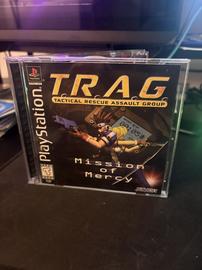 PlayStation
T.R.A.G
TACTICAL RESCUE ASSAULT GROUP
Mission
of
Mercy